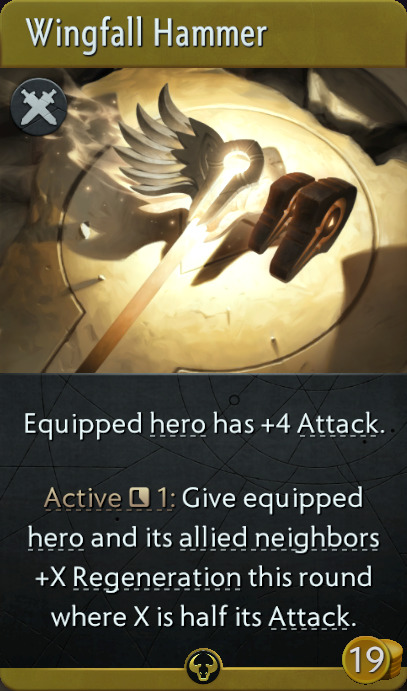 Wingfall Hammer
Equipped hero has +4 Attack.
Active 1: Give equipped
hero and its allied neighbors
+X Regeneration this round
where X is half its Attack.
19